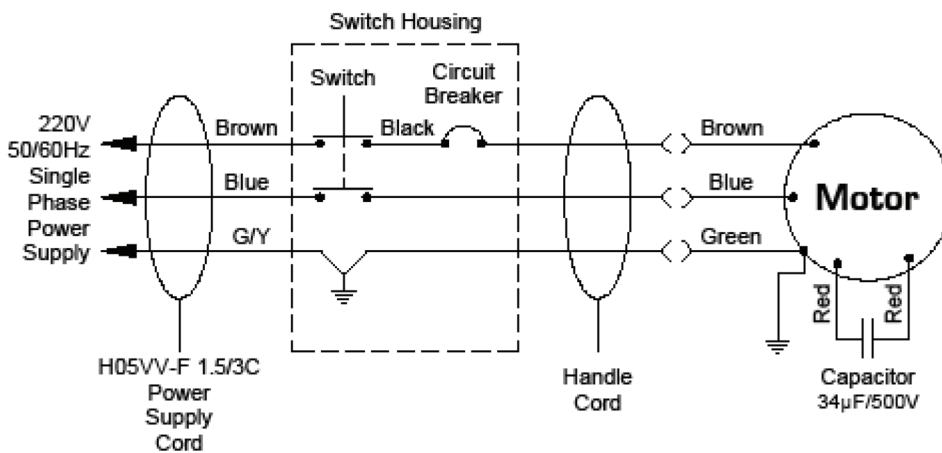 Switch Housing
Switch
Circuit
Breaker
220V
50/60Hz
Single
Phase
Power
Supply
Brown
Black
Brown
Blue
Blue
Motor
G/Y
Green
Red
Red
H05VV-F 1.5/3C
Power
Supply
Cord
Handle
Cord
Capacitor
34µF/500V